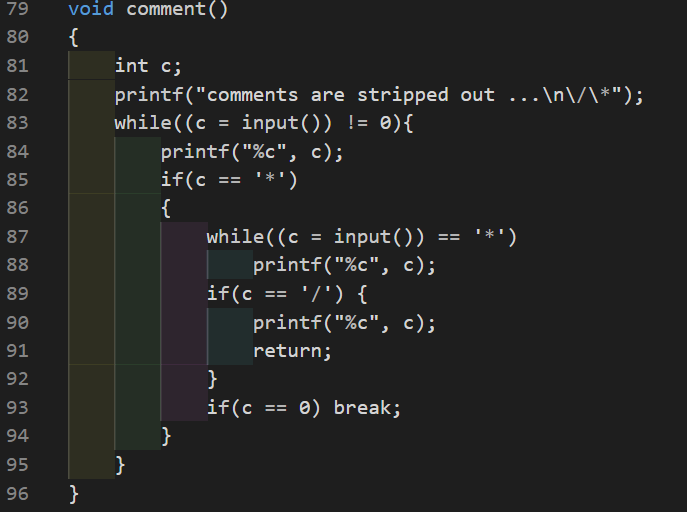 79 void comment()
80 {
81     int c;
82     printf("comments are stripped out ...\n\/\*");
83     while((c = input()) != 0){
84         printf("%c", c);
85         if(c == '*')
86         {
87             while((c = input()) == '*')
88                 printf("%c", c);
89             if(c == '/') {
90                 printf("%c", c);
91                 return;
92             }
93             if(c == 0) break;
94         }
95     }
96 }